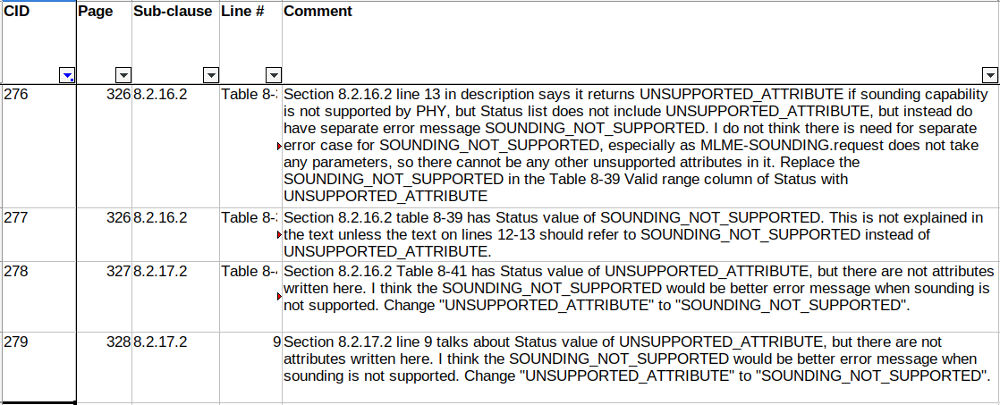 CID Page Sub-clause Line # Comment
276 326 8.2.16.2 Table 8- Section 8.2.16.2 line 13 in description says it returns UNSUPPORTED_ATTRIBUTE if sounding capability
is not supported by PHY, but Status list does not include UNSUPPORTED_ATTRIBUTE, but instead do
have separate error message SOUNDING_NOT_SUPPORTED. I do not think there is need for separate
error case for SOUNDING_NOT_SUPPORTED, especially as MLME-SOUNDING.request does not take
any parameters, so there cannot be any other unsupported attributes in it. Replace the
SOUNDING_NOT_SUPPORTED in the Table 8-39 Valid range column of Status with
UNSUPPORTED_ATTRIBUTE
277 326 8.2.16.2 Table 8- Section 8.2.16.2 table 8-39 has Status value of SOUNDING_NOT_SUPPORTED. This is not explained in
the text unless the text on lines 12-13 should refer to SOUNDING_NOT_SUPPORTED instead of
UNSUPPORTED_ATTRIBUTE.
278 327 8.2.17.2 Table 8- Section 8.2.16.2 Table 8-41 has Status value of UNSUPPORTED_ATTRIBUTE, but there are not attributes
written here. I think the SOUNDING_NOT_SUPPORTED would be better error message when sounding is
not supported. Change "UNSUPPORTED_ATTRIBUTE" to "SOUNDING_NOT_SUPPORTED".
279 328 8.2.17.2 9 Section 8.2.17.2 line 9 talks about Status value of UNSUPPORTED_ATTRIBUTE, but there are not
attributes written here. I think the SOUNDING_NOT_SUPPORTED would be better error message when
sounding is not supported. Change "UNSUPPORTED_ATTRIBUTE" to "SOUNDING_NOT_SUPPORTED".